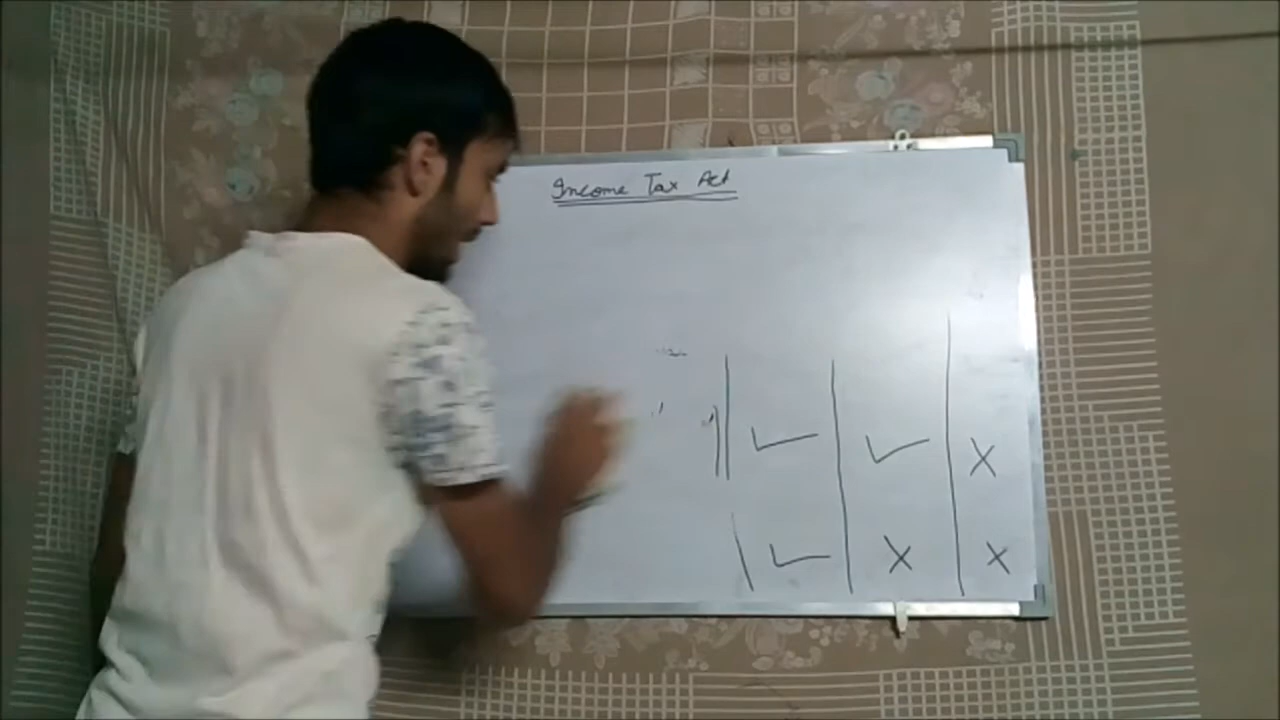 Income Tax Act
✓ ✓ X
✓ X X